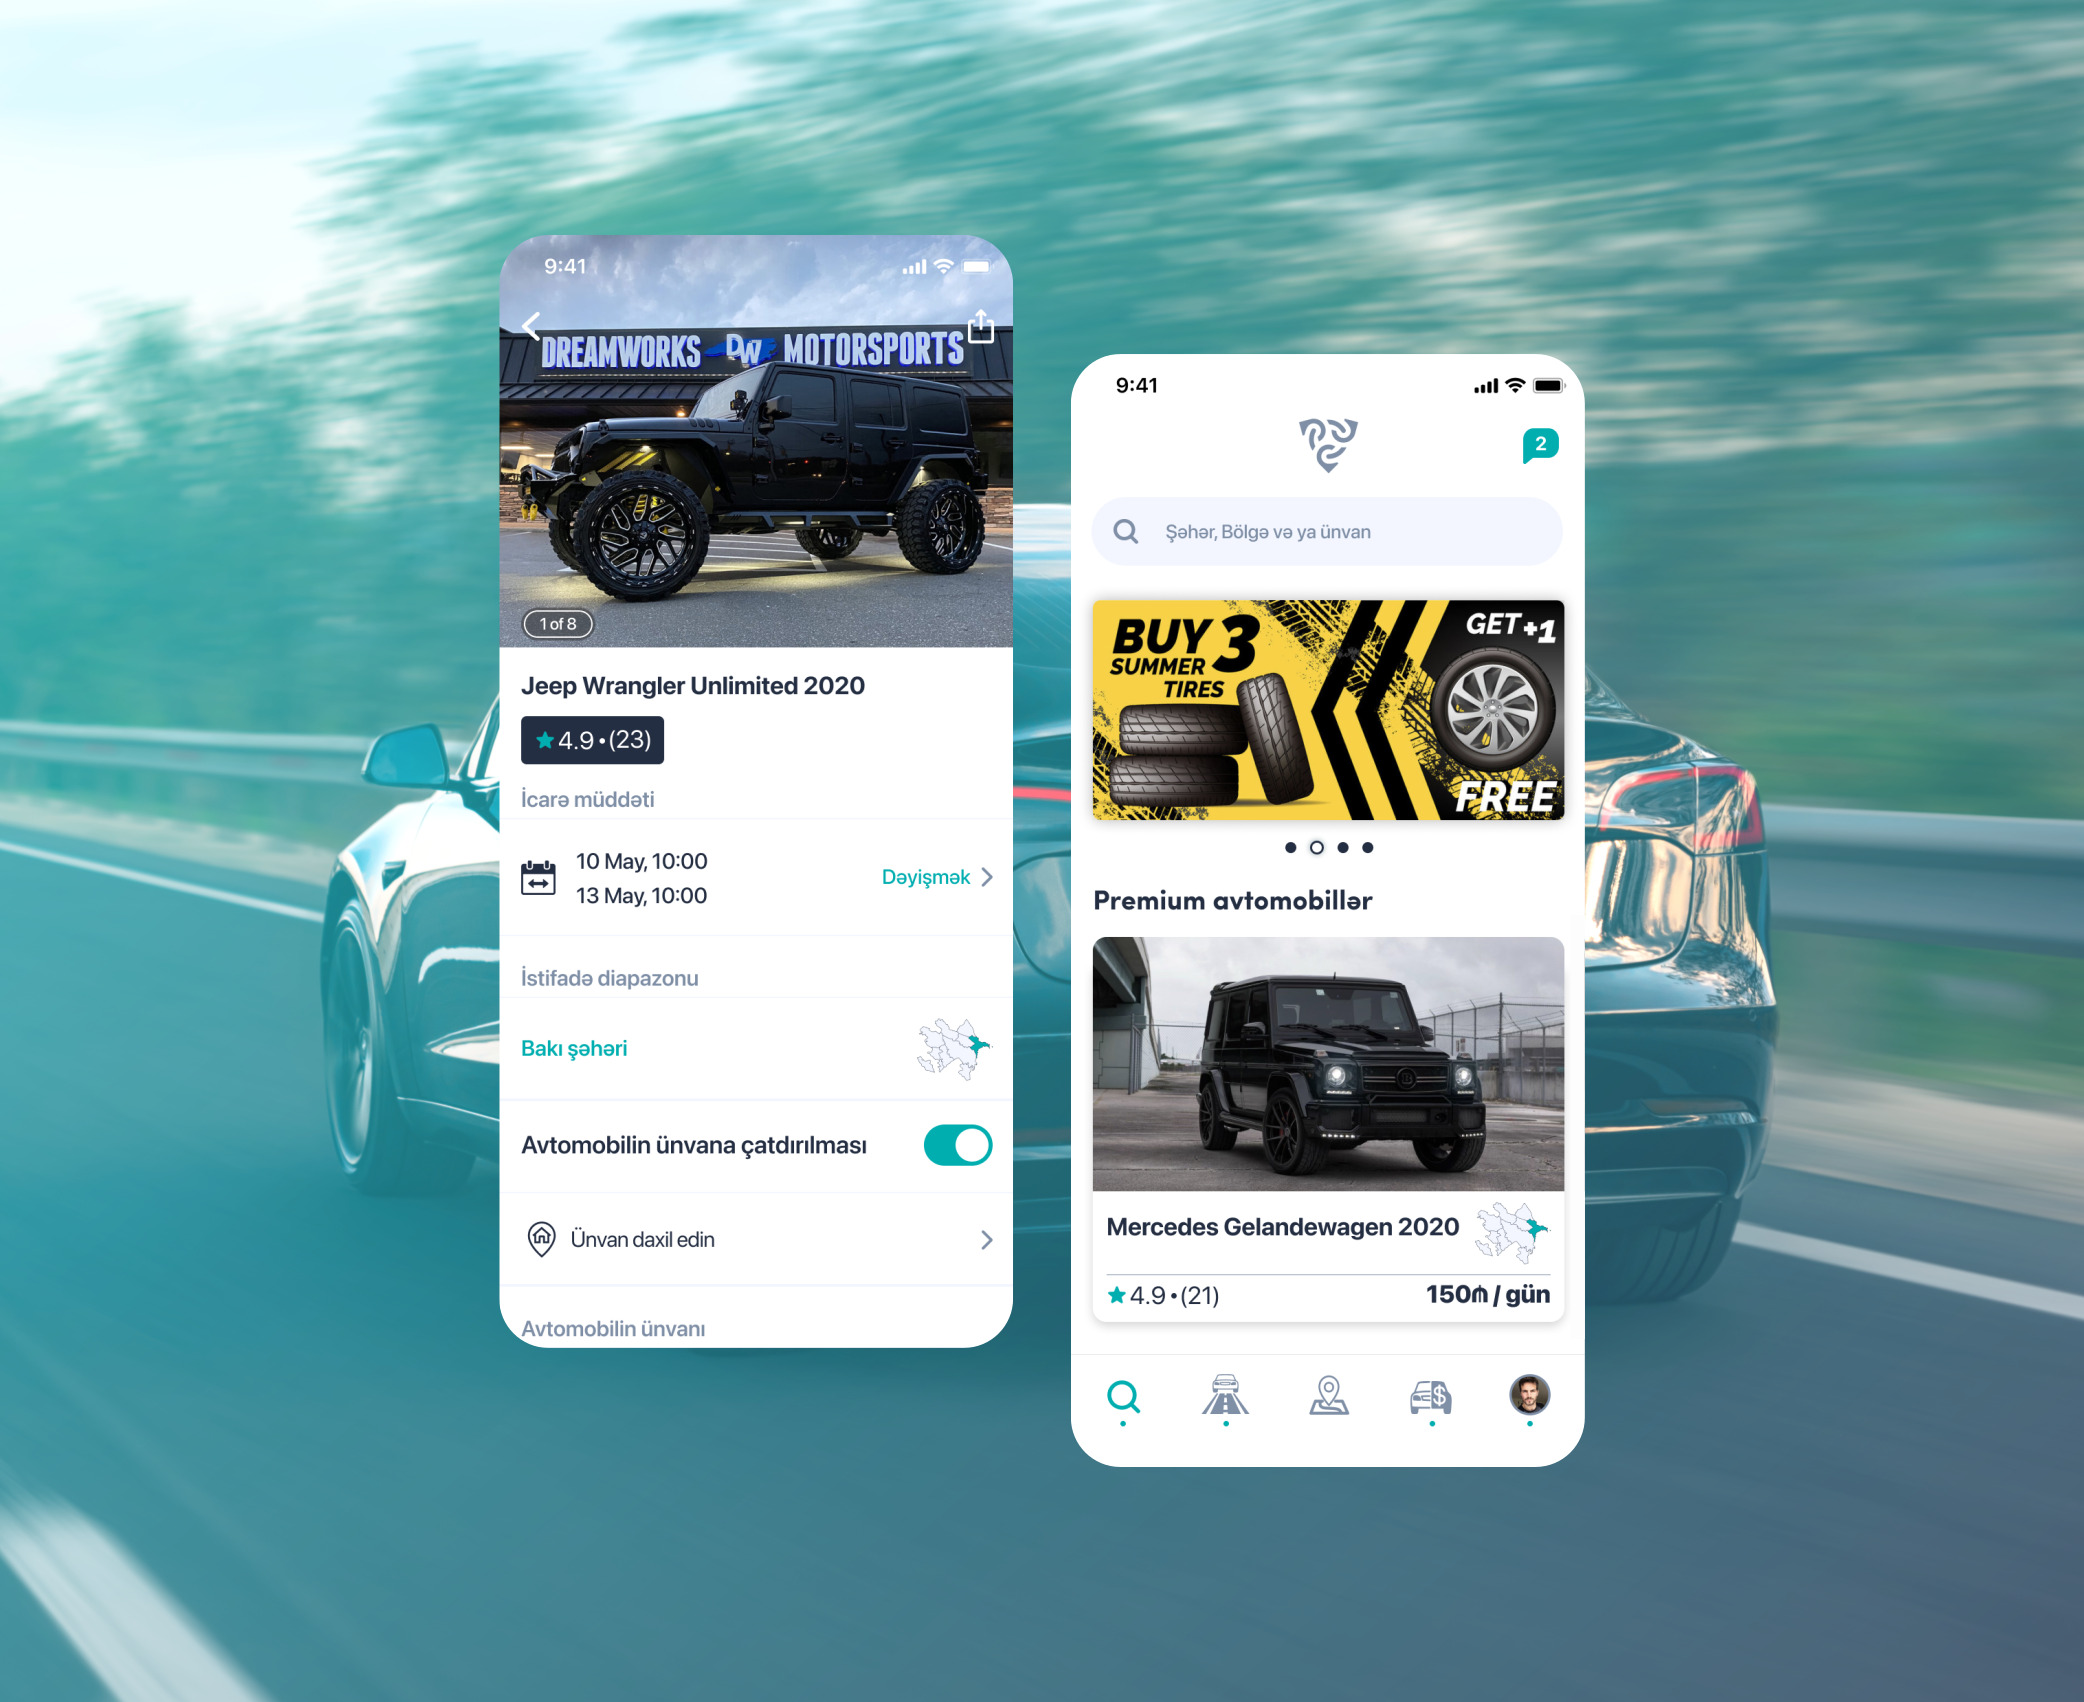 9:41
DREAMWORKS DW MOTORSPORTS
1 of 8
Jeep Wrangler Unlimited 2020
4.9 • (23)
İcarə müddəti
10 May, 10:00
13 May, 10:00
Dəyişmək
İstifadə diapazonu
Bakı şəhəri
Avtomobilin ünvana çatdırılması
Ünvan daxil edin
Avtomobilin ünvanı
9:41
2
Şəhər, Bölgə və ya ünvan
BUY 3
SUMMER
TIRES
GET +1
FREE
Premium avtomobillər
Mercedes Gelandewagen 2020
4.9 • (21)
150₼ / gün